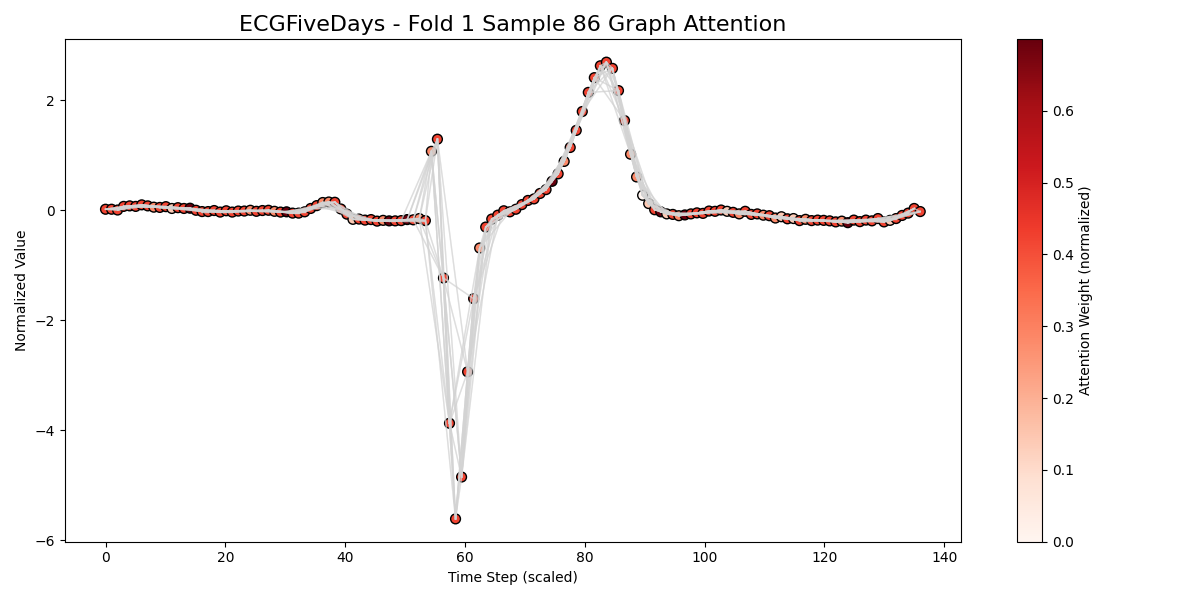 ECGFiveDays - Fold 1 Sample 86 Graph Attention
Normalized Value
2
0
−2
−4
−6
0 20 40 60 80 100 120 140
Time Step (scaled)
0.6
0.5
0.4
0.3
0.2
0.1
0.0
Attention Weight (normalized)